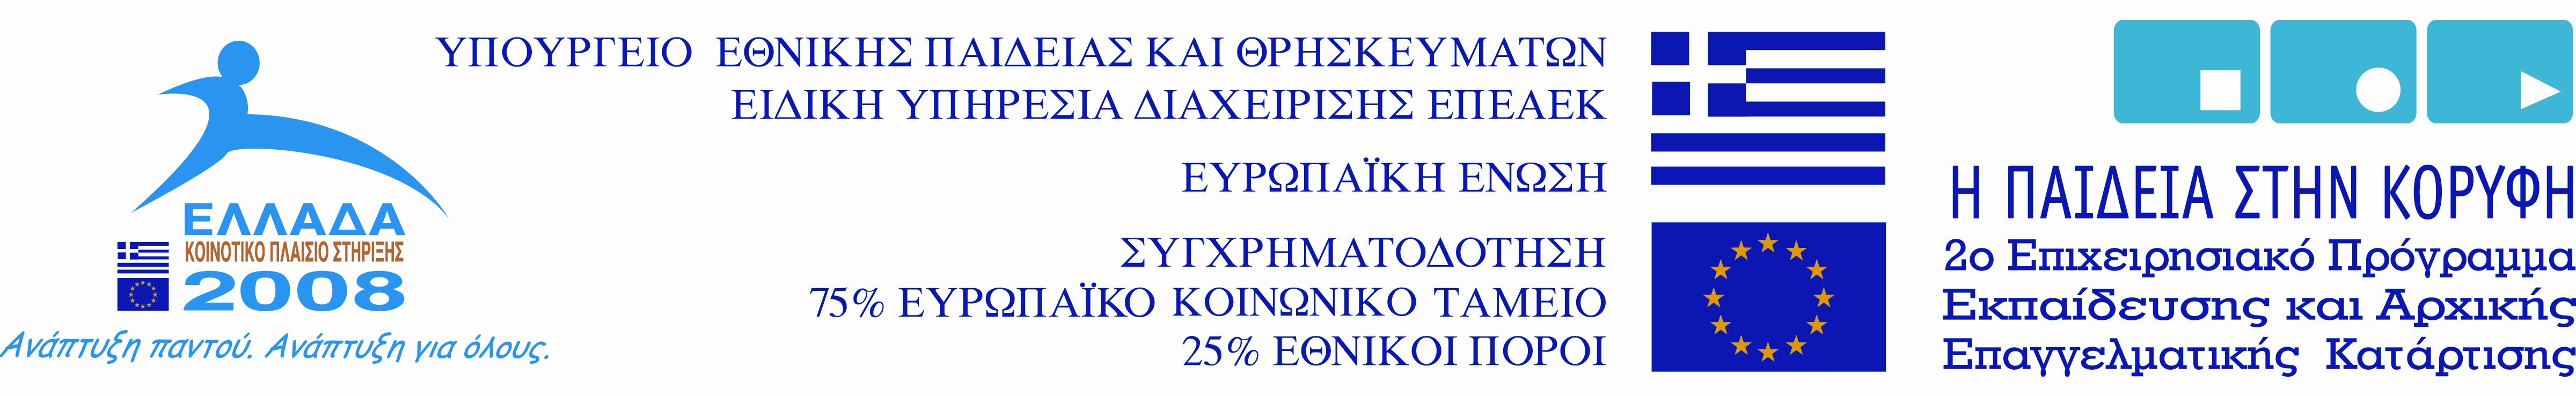 ΕΛΛΑΔΑ
ΚΟΙΝΟΤΙΚΟ ΠΛΑΙΣΙΟ ΣΤΗΡΙΞΗΣ
2008
Ανάπτυξη παντού. Ανάπτυξη για όλους.
ΥΠΟΥΡΓΕΙΟ ΕΘΝΙΚΗΣ ΠΑΙΔΕΙΑΣ ΚΑΙ ΘΡΗΣΚΕΥΜΑΤΩΝ
ΕΙΔΙΚΗ ΥΠΗΡΕΣΙΑ ΔΙΑΧΕΙΡΙΣΗΣ ΕΠΕΑΕΚ
ΕΥΡΩΠΑΪΚΗ ΕΝΩΣΗ
ΣΥΓΧΡΗΜΑΤΟΔΟΤΗΣΗ
75% ΕΥΡΩΠΑΪΚΟ ΚΟΙΝΩΝΙΚΟ ΤΑΜΕΙΟ
25% ΕΘΝΙΚΟΙ ΠΟΡΟΙ
Η ΠΑΙΔΕΙΑ ΣΤΗΝ ΚΟΡΥΦΗ
2ο Επιχειρησιακό Πρόγραμμα
Εκπαίδευσης και Αρχικής
Επαγγελματικής Κατάρτισης